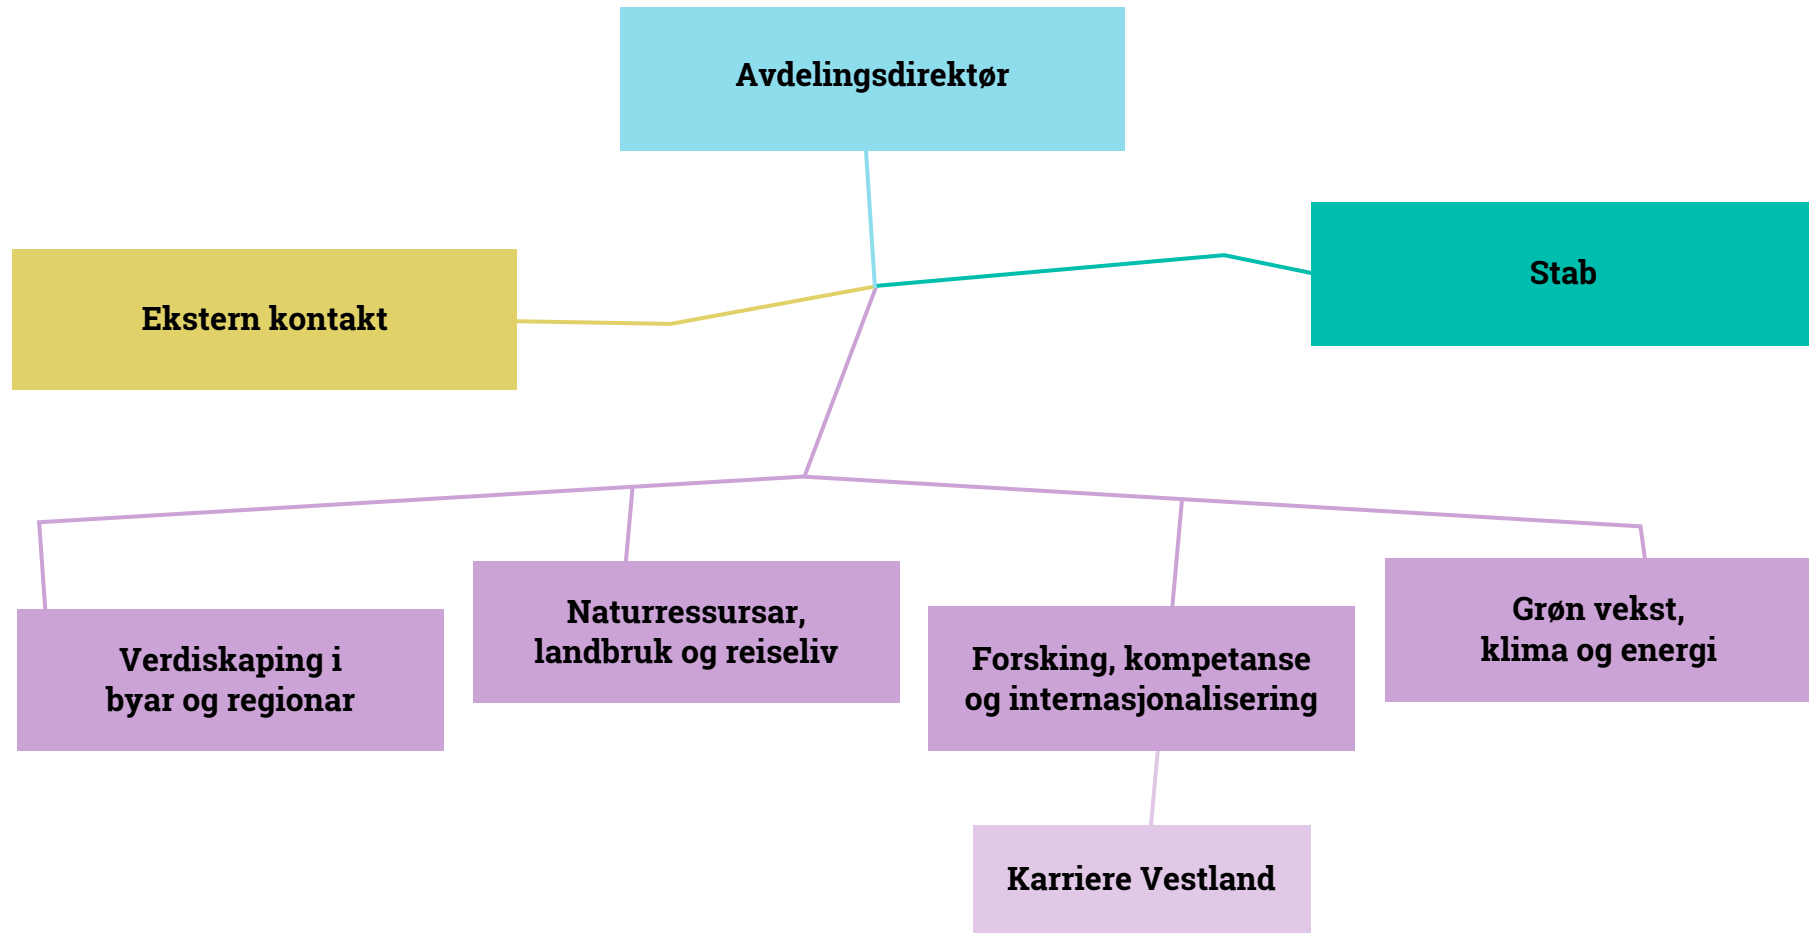 Avdelingsdirektør
Stab
Ekstern kontakt
Verdiskaping i
byar og regionar
Naturressursar,
landbruk og reiseliv
Forsking, kompetanse
og internasjonalisering
Grøn vekst,
klima og energi
Karriere Vestland